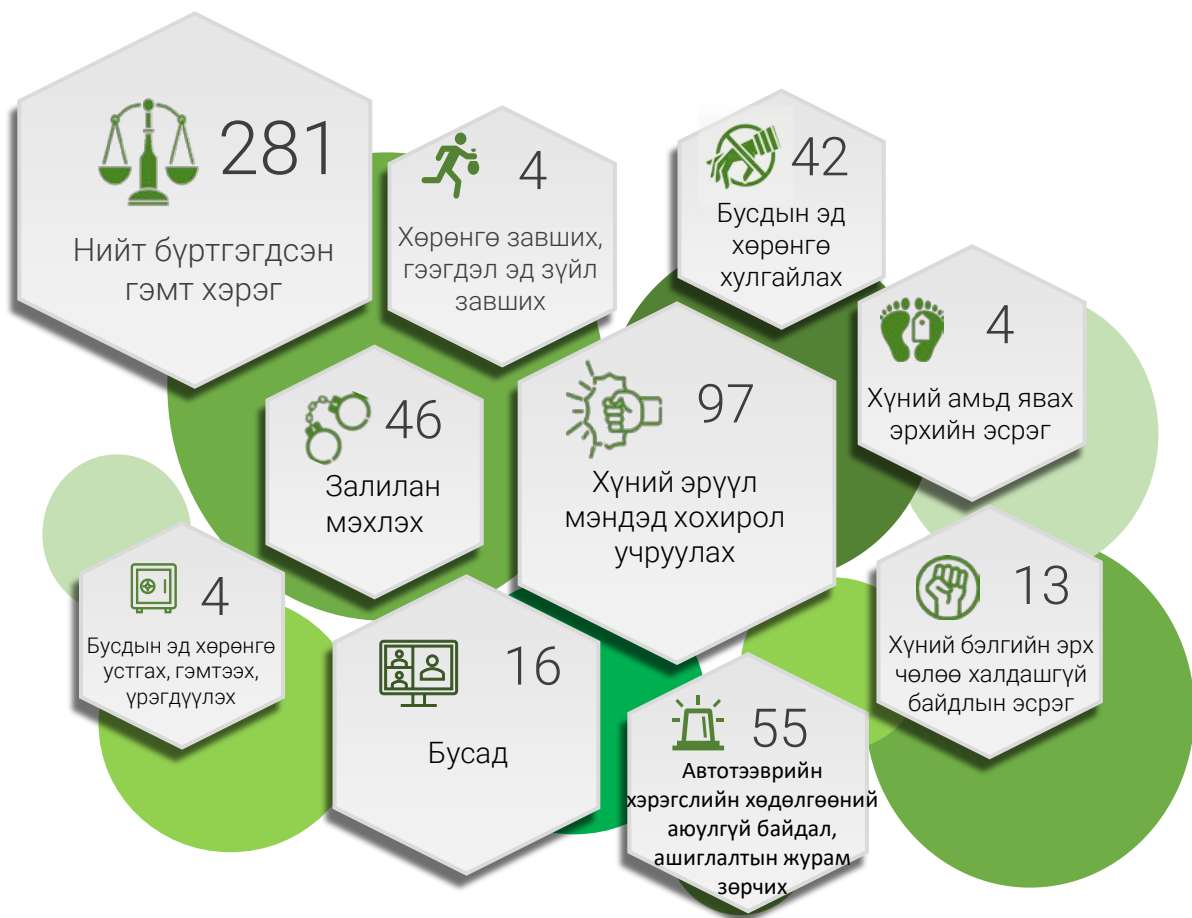 281
Нийт бүртгэгдсэн
гэмт хэрэг
4
Хөрөнгө завших,
гээгдэл эд зүйл
завших
42
Бусдын эд
хөрөнгө
хулгайлах
4
Хүний амьд явах
эрхийн эсрэг
46
Залилан
мэхлэх
97
Хүний эрүүл
мэндэд хохирол
учруулах
4
Бусдын эд хөрөнгө
устгах, гэмтээх,
үрэгдүүлэх
16
Бусад
55
Автотээврийн
хэрэгслийн хөдөлгөөний
аюулгүй байдал,
ашиглалтын журам
зөрчих
13
Хүний бэлгийн эрх
чөлөө халдашгүй
байдлын эсрэг